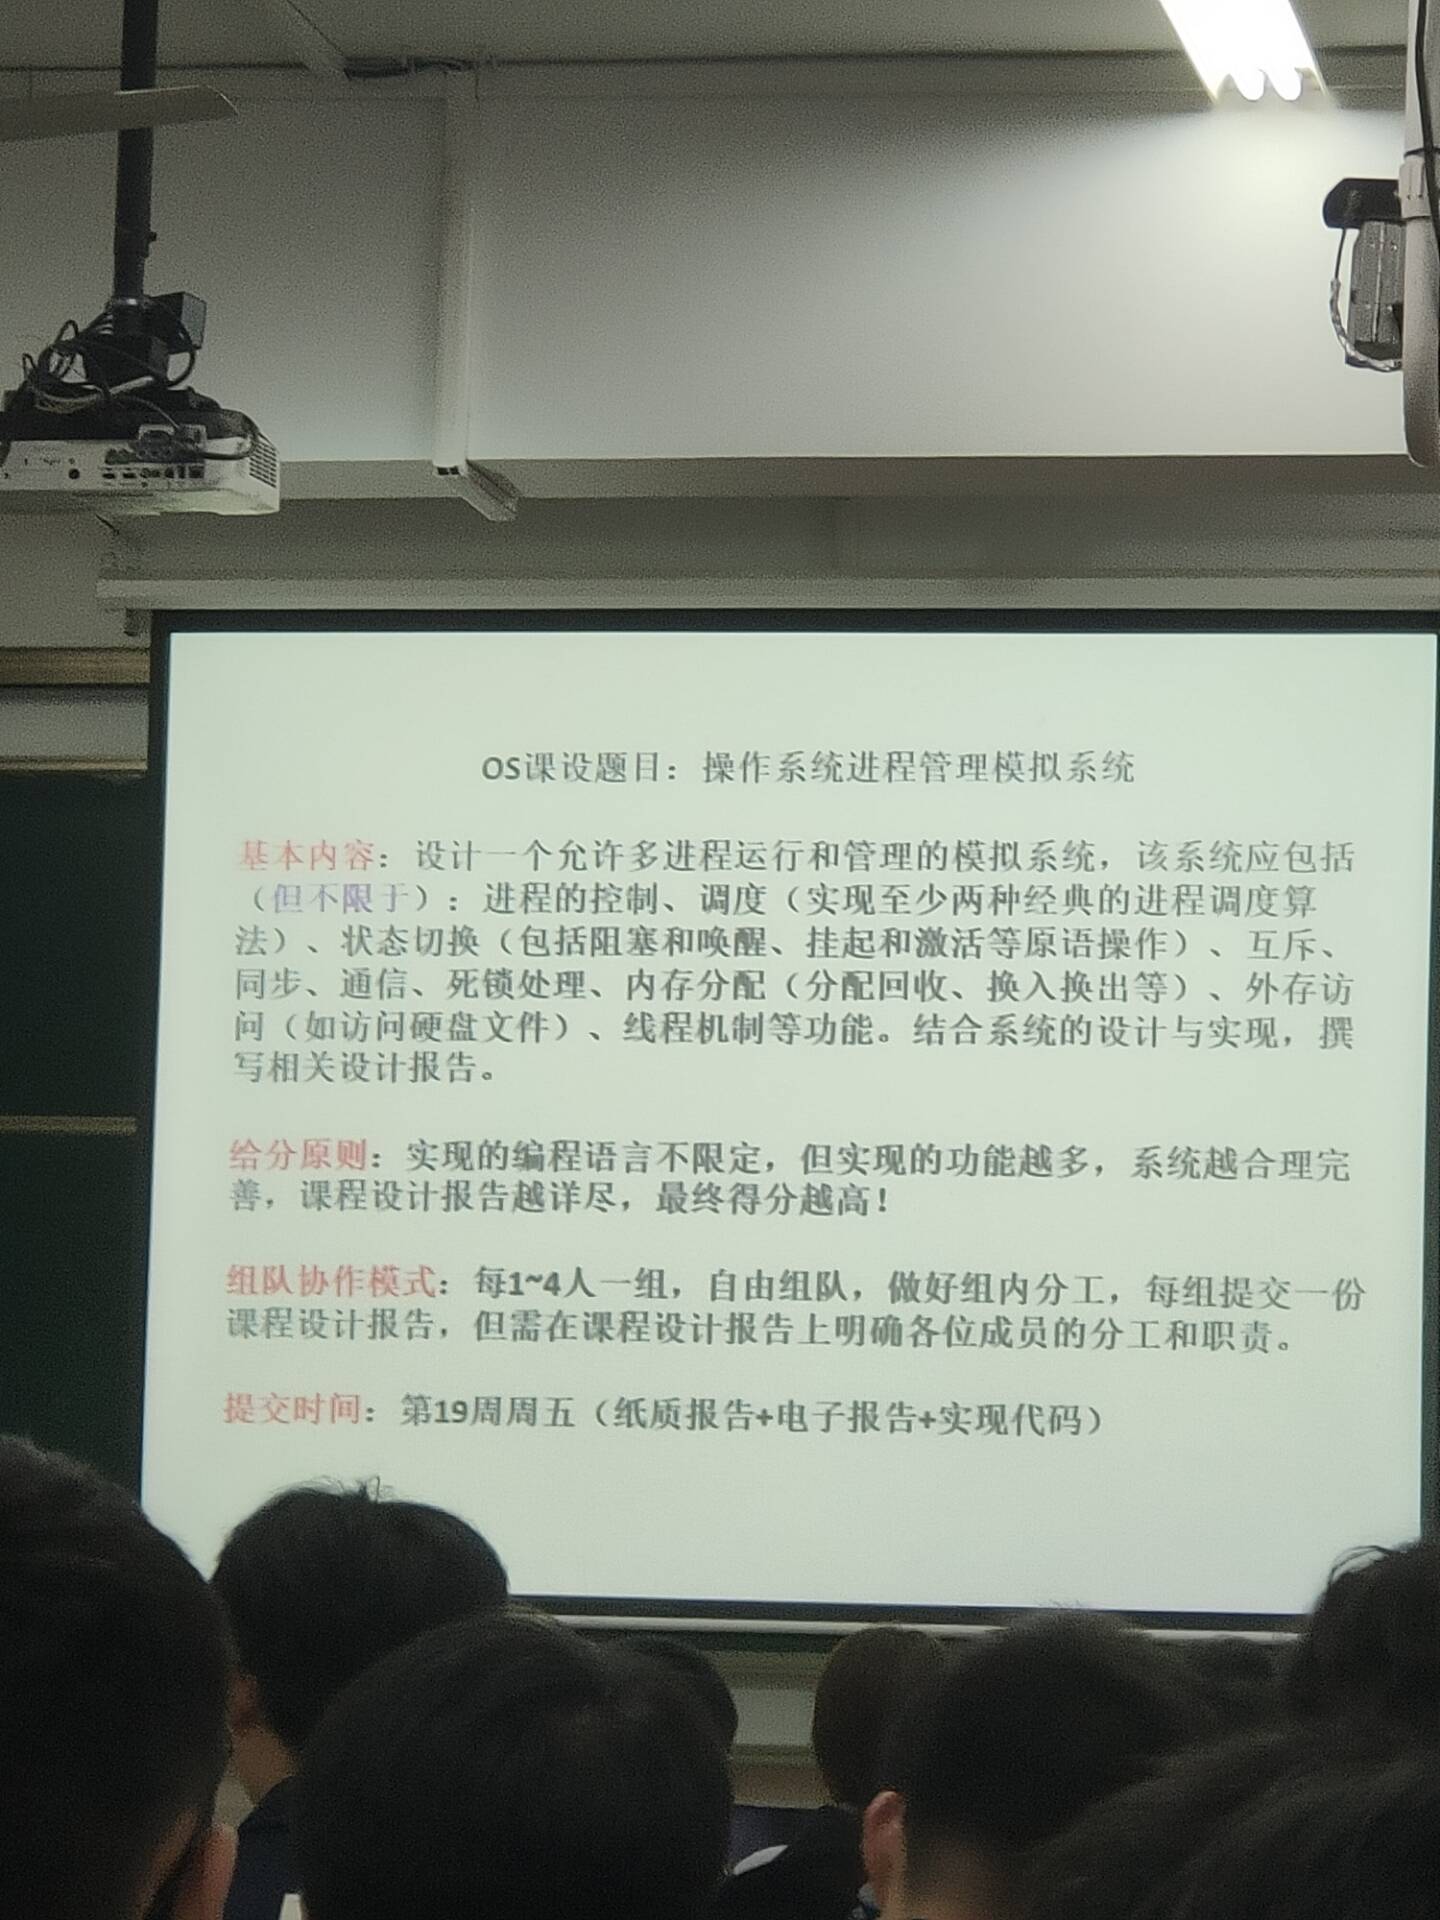 OS课设题目：操作系统进程管理模拟系统
基本内容：设计一个允许多进程运行和管理的模拟系统，该系统应包括
（但不限于）：进程的控制、调度（实现至少两种经典的进程调度算
法）、状态切换（包括阻塞和唤醒、挂起和激活等原语操作）、互斥、
同步、通信、死锁处理、内存分配（分配回收、换入换出等）、外存访
问（如访问硬盘文件）、线程机制等功能。结合系统的设计与实现，撰
写相关设计报告。
给分原则：实现的编程语言不限定，但实现的功能越多，系统越合理完
善，课程设计报告越详尽，最终得分越高！
组队协作模式：每1~4人一组，自由组队，做好组内分工，每组提交一份
课程设计报告，但需在课程设计报告上明确各位成员的分工和职责。
提交时间：第19周周五（纸质报告+电子报告+实现代码）